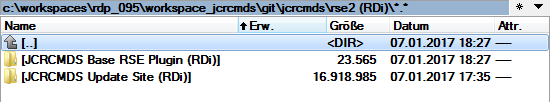 c:\workspaces\rdp_095\workspace_jcrcmds\git\jcrcmds\rse2 (RDi)\*.* * ▼
Name ↑Erw. Größe Datum Attr.
[..] <DIR> 07.01.2017 18:27 —
[JCRCMDS Base RSE Plugin (RDi)] 23.565 07.01.2017 18:27 —
[JCRCMDS Update Site (RDi)] 16.918.985 07.01.2017 17:35 —